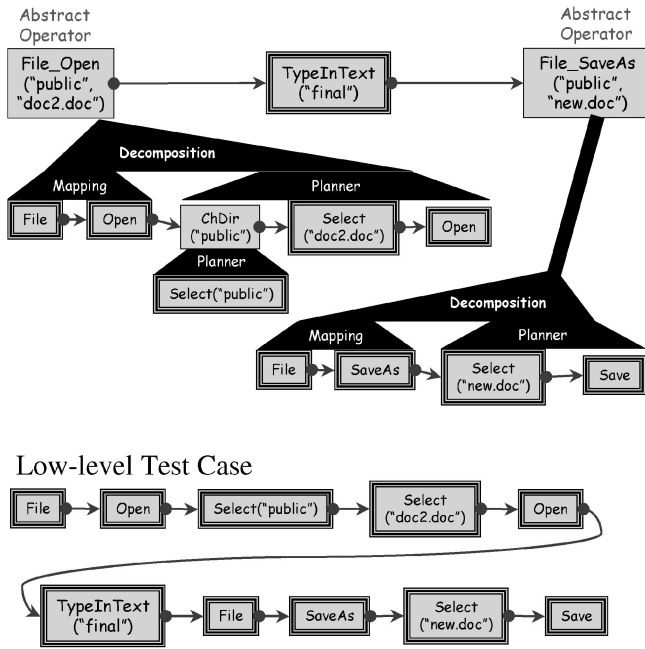 Abstract
Operator
Abstract
Operator
File_Open
("public",
"doc2.doc")
TypeInText
("final")
File_SaveAs
("public",
"new.doc")
Decomposition
Mapping
Planner
File
Open
ChDir
("public")
Select
("doc2.doc")
Open
Planner
Select("public")
Decomposition
Mapping
Planner
File
SaveAs
Select
("new.doc")
Save
Low-level Test Case
File
Open
Select("public")
Select
("doc2.doc")
Open
TypeInText
("final")
File
SaveAs
Select
("new.doc")
Save